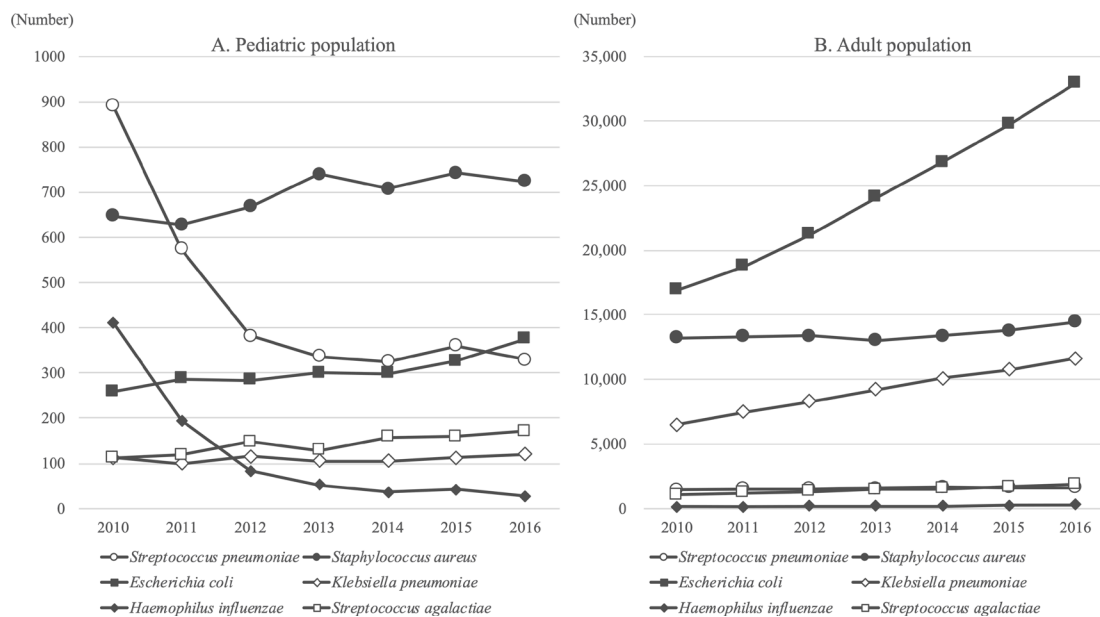 (Number)
A. Pediatric population
1000
900
800
700
600
500
400
300
200
100
0
2010 2011 2012 2013 2014 2015 2016
Streptococcus pneumoniae Staphylococcus aureus
Escherichia coli Klebsiella pneumoniae
Haemophilus influenzae Streptococcus agalactiae
(Number)
B. Adult population
35,000
30,000
25,000
20,000
15,000
10,000
5,000
0
2010 2011 2012 2013 2014 2015 2016
Streptococcus pneumoniae Staphylococcus aureus
Escherichia coli Klebsiella pneumoniae
Haemophilus influenzae Streptococcus agalactiae